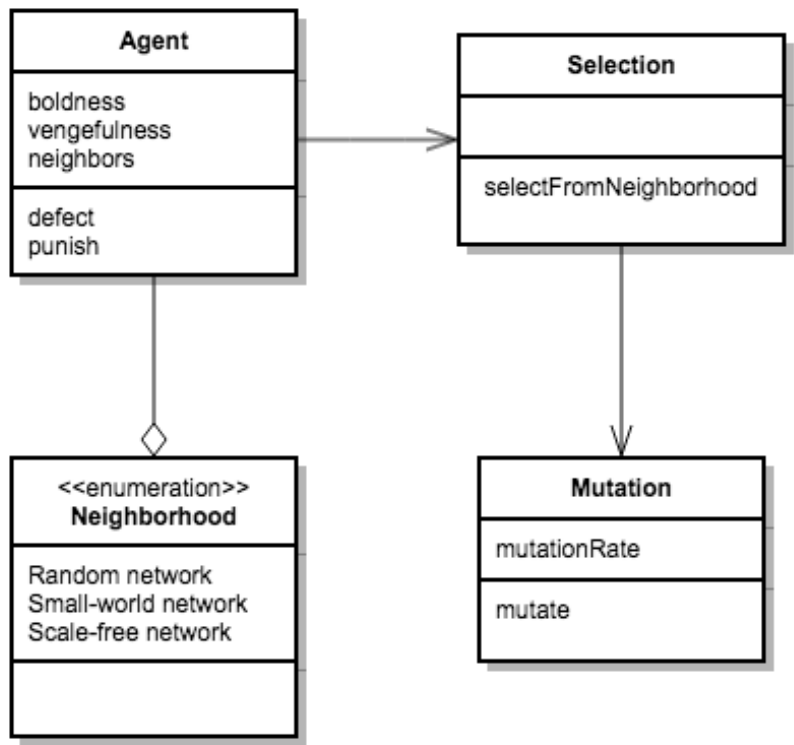 Agent
boldness
vengefulness
neighbors
defect
punish
Selection
selectFromNeighborhood
<<enumeration>>
Neighborhood
Random network
Small-world network
Scale-free network
Mutation
mutationRate
mutate